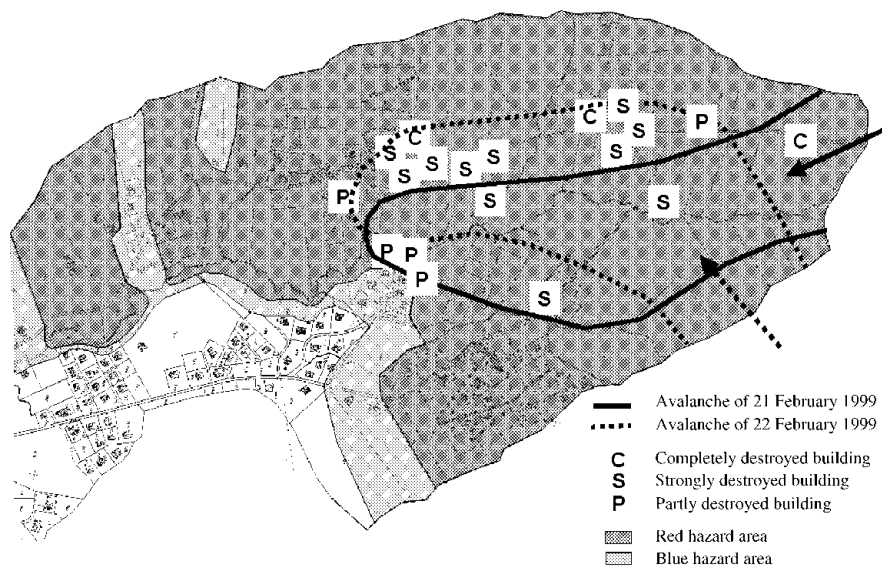 S
C
P
S
C
S
C
S
S
S
S
S
S
P
S
S
P
P
P
S
Avalanche of 21 February 1999
Avalanche of 22 February 1999
C Completely destroyed building
S Strongly destroyed building
P Partly destroyed building
Red hazard area
Blue hazard area